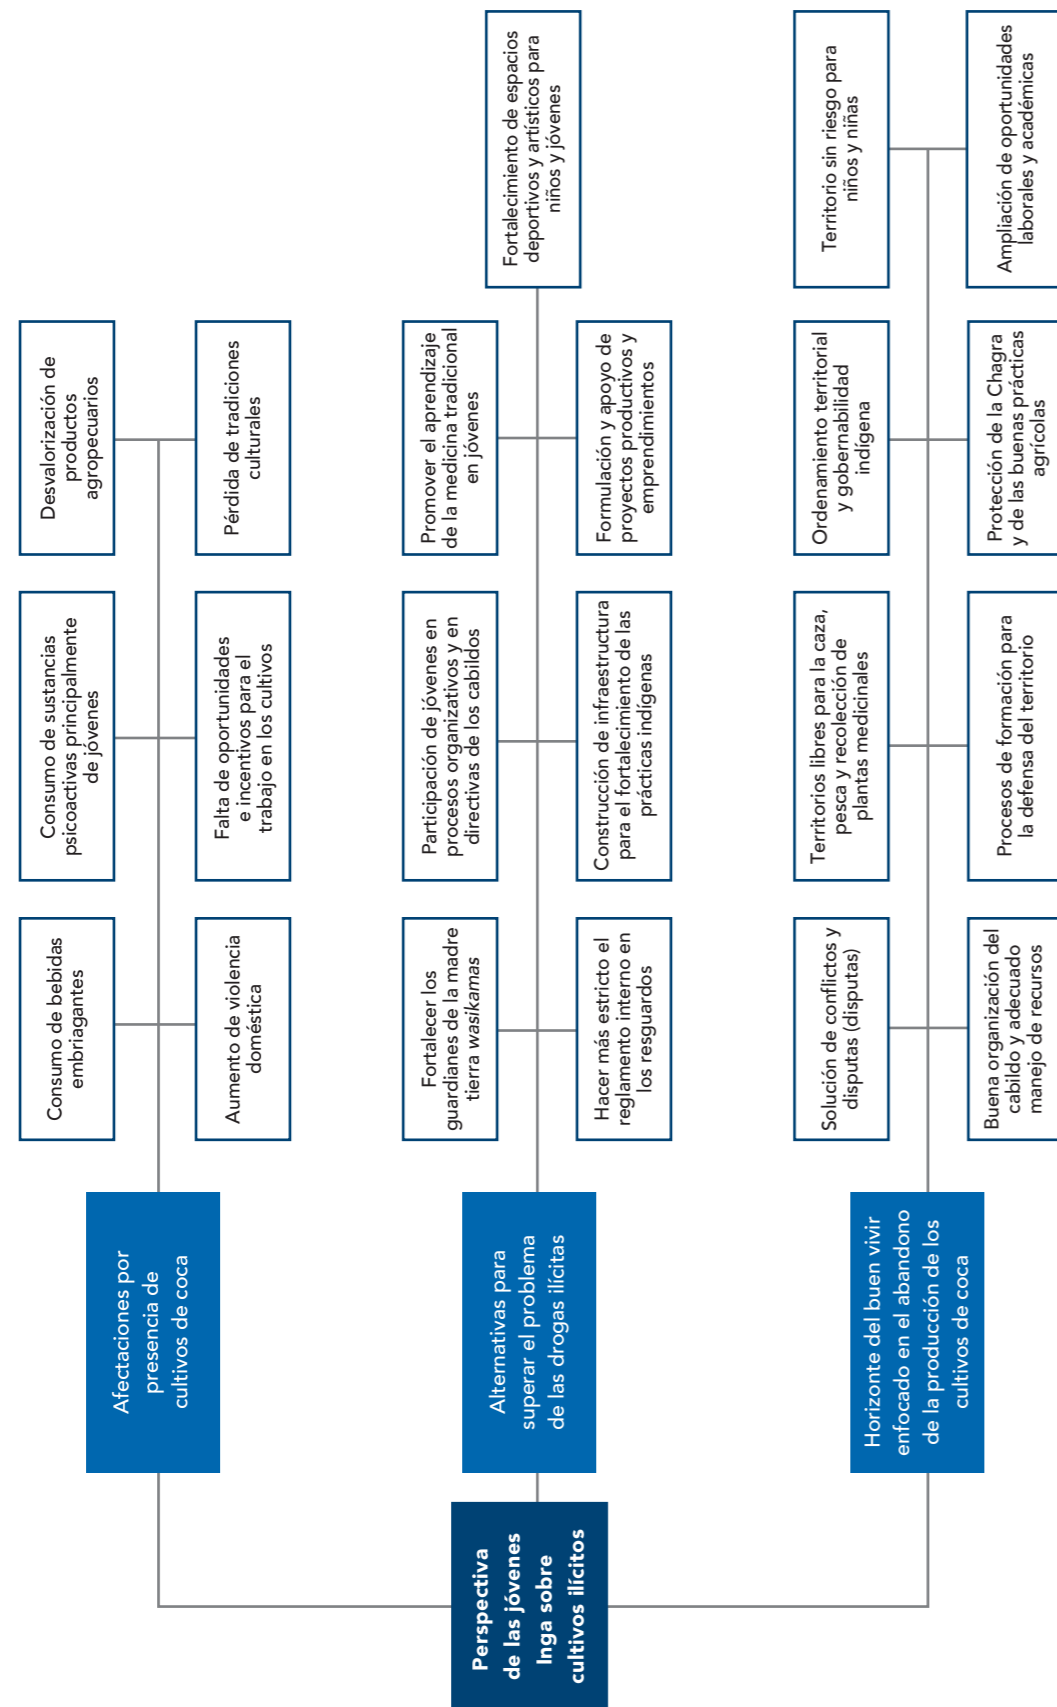 Perspectiva
de las jóvenes
Inga sobre
cultivos ilícitos
Afectaciones por
presencia de
cultivos de coca
Consumo de bebidas
embriagantes
Consumo de sustancias
psicoactivas principalmente
de jóvenes
Desvalorización de
productos
agropecuarios
Aumento de violencia
doméstica
Falta de oportunidades
e incentivos para el
trabajo en los cultivos
Pérdida de tradiciones
culturales
Alternativas para
superar el problema
de las drogas ilícitas
Fortalecer los
guardianes de la madre
tierra wasikamas
Participación de jóvenes en
procesos organizativos y en
directivas de los cabildos
Promover el aprendizaje
de la medicina tradicional
en jóvenes
Hacer más estricto el
reglamento interno en
los resguardos
Construcción de infraestructura
para el fortalecimiento de las
prácticas indígenas
Formulación y apoyo de
proyectos productivos y
emprendimientos
Fortalecimiento de espacios
deportivos y artísticos para
niños y jóvenes
Horizonte del buen vivir
enfocado en el abandono
de la producción de los
cultivos de coca
Solución de conflictos y
disputas (disputas)
Territorios libres para la caza,
pesca y recolección de
plantas medicinales
Ordenamiento territorial
y gobernabilidad
indígena
Territorio sin riesgo para
niños y niñas
Buena organización del
cabildo y adecuado
manejo de recursos
Procesos de formación para
la defensa del territorio
Protección de la Chagra
y de las buenas prácticas
agrícolas
Ampliación de oportunidades
laborales y académicas